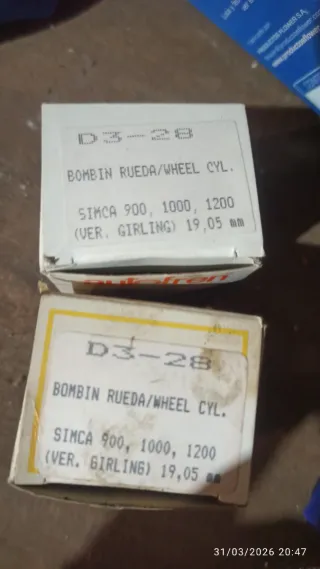 D3-28
BOMBIN RUEDA/WHEEL CYL.
SIMCA 900, 1000, 1200
(VER. GIRLING) 19,05 mm
autofren
D3-28
BOMBIN RUEDA/WHEEL CYL.
SIMCA 900, 1000, 1200
(VER. GIRLING) 19,05 mm
31/03/2026 20:47